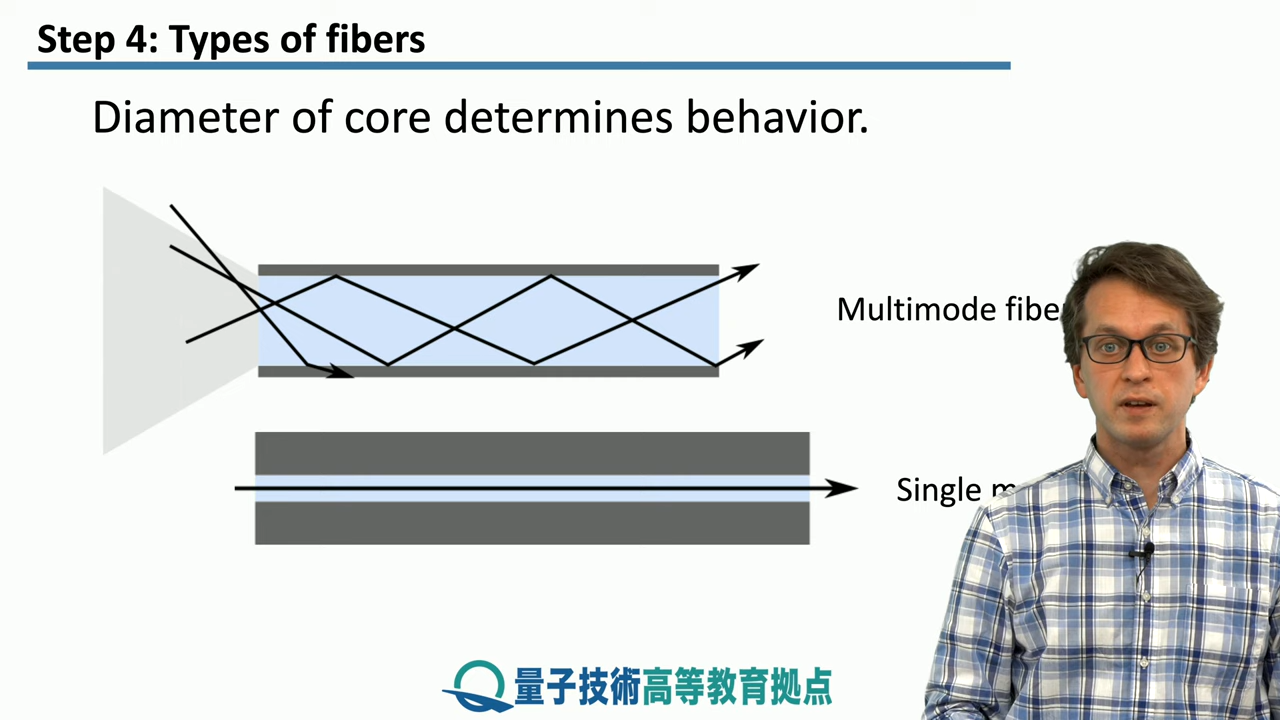 Step 4: Types of fibers
Diameter of core determines behavior.
Multimode
Single
量子技術高等教育拠点